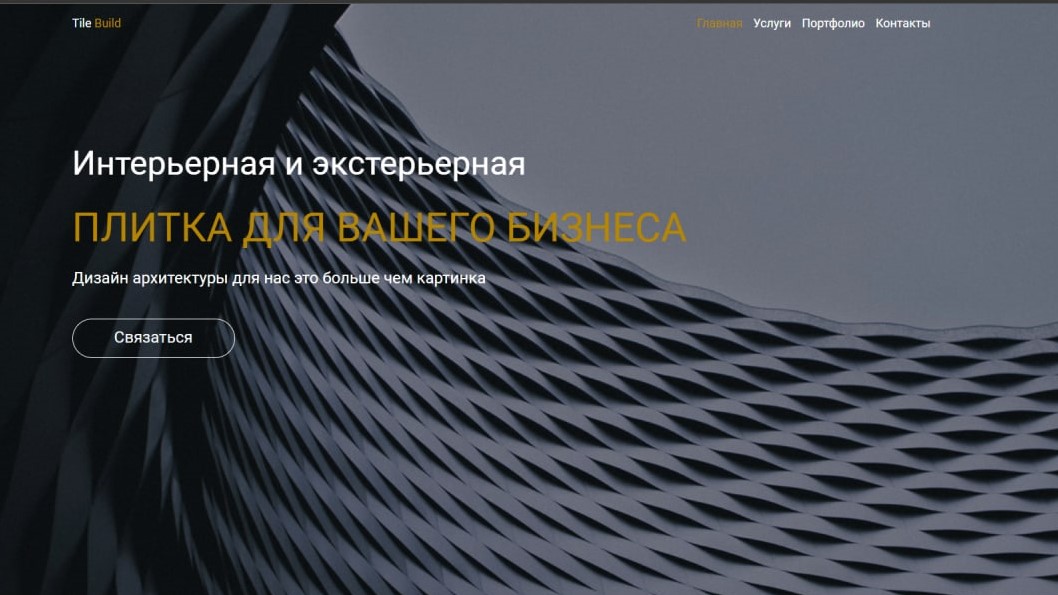 Tile Build
Главная Услуги Портфолио Контакты
Интерьерная и экстерьерная
ПЛИТКА ДЛЯ ВАШЕГО БИЗНЕСА
Дизайн архитектуры для нас это больше чем картинка
Связаться